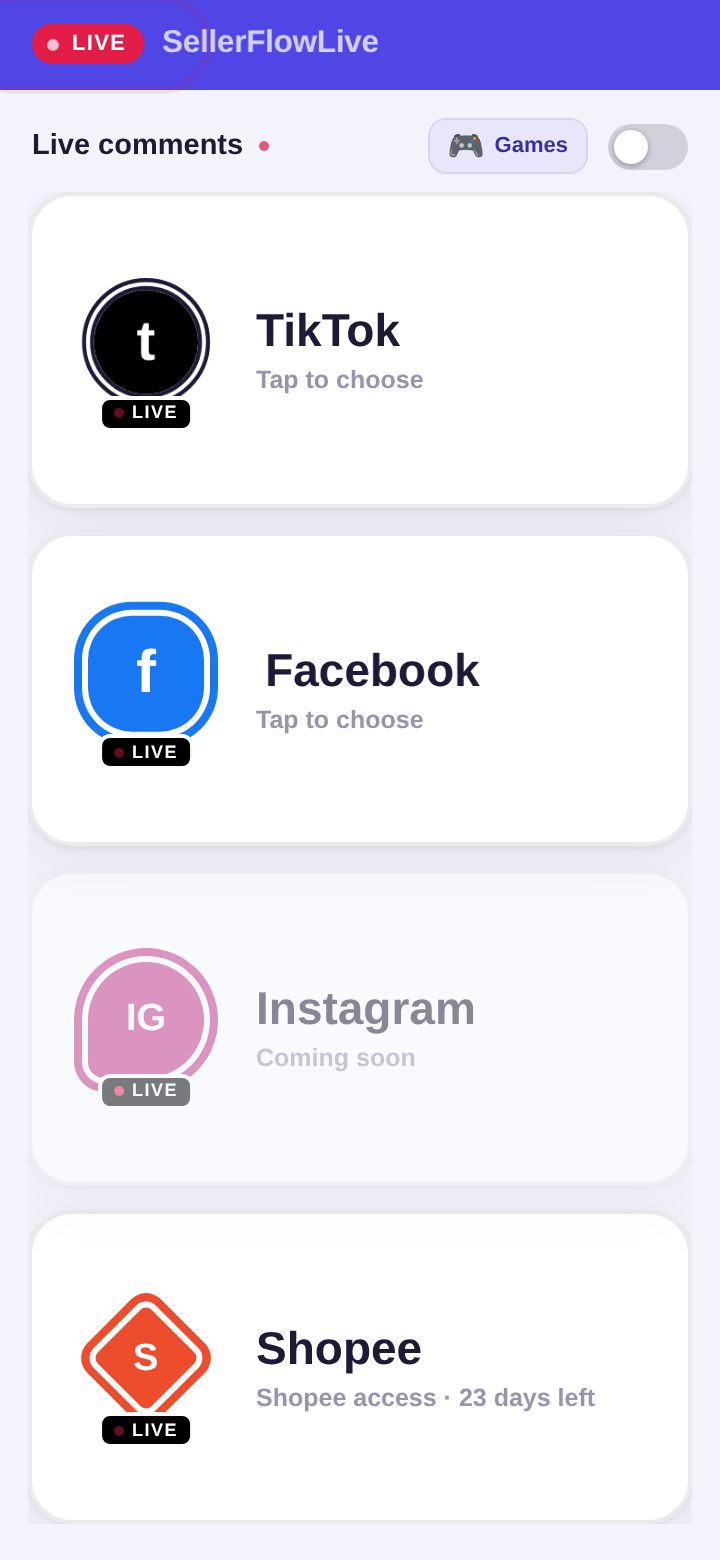 LIVE SellerFlowLive
Live comments
🎮 Games
t
LIVE
TikTok
Tap to choose
f
LIVE
Facebook
Tap to choose
IG
LIVE
Instagram
Coming soon
S
LIVE
Shopee
Shopee access · 23 days left